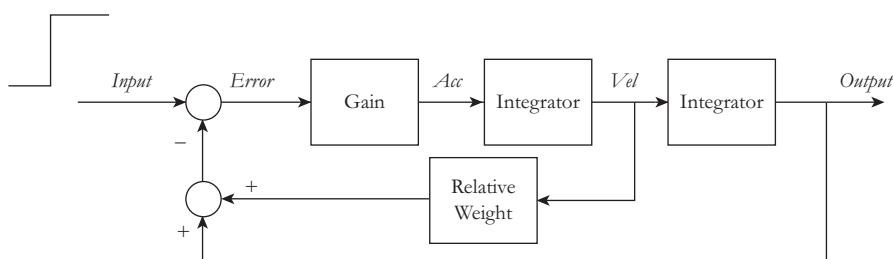 Input
Error
Gain
Acc
Integrator
Vel
Integrator
Output
−
+
Relative
Weight
+